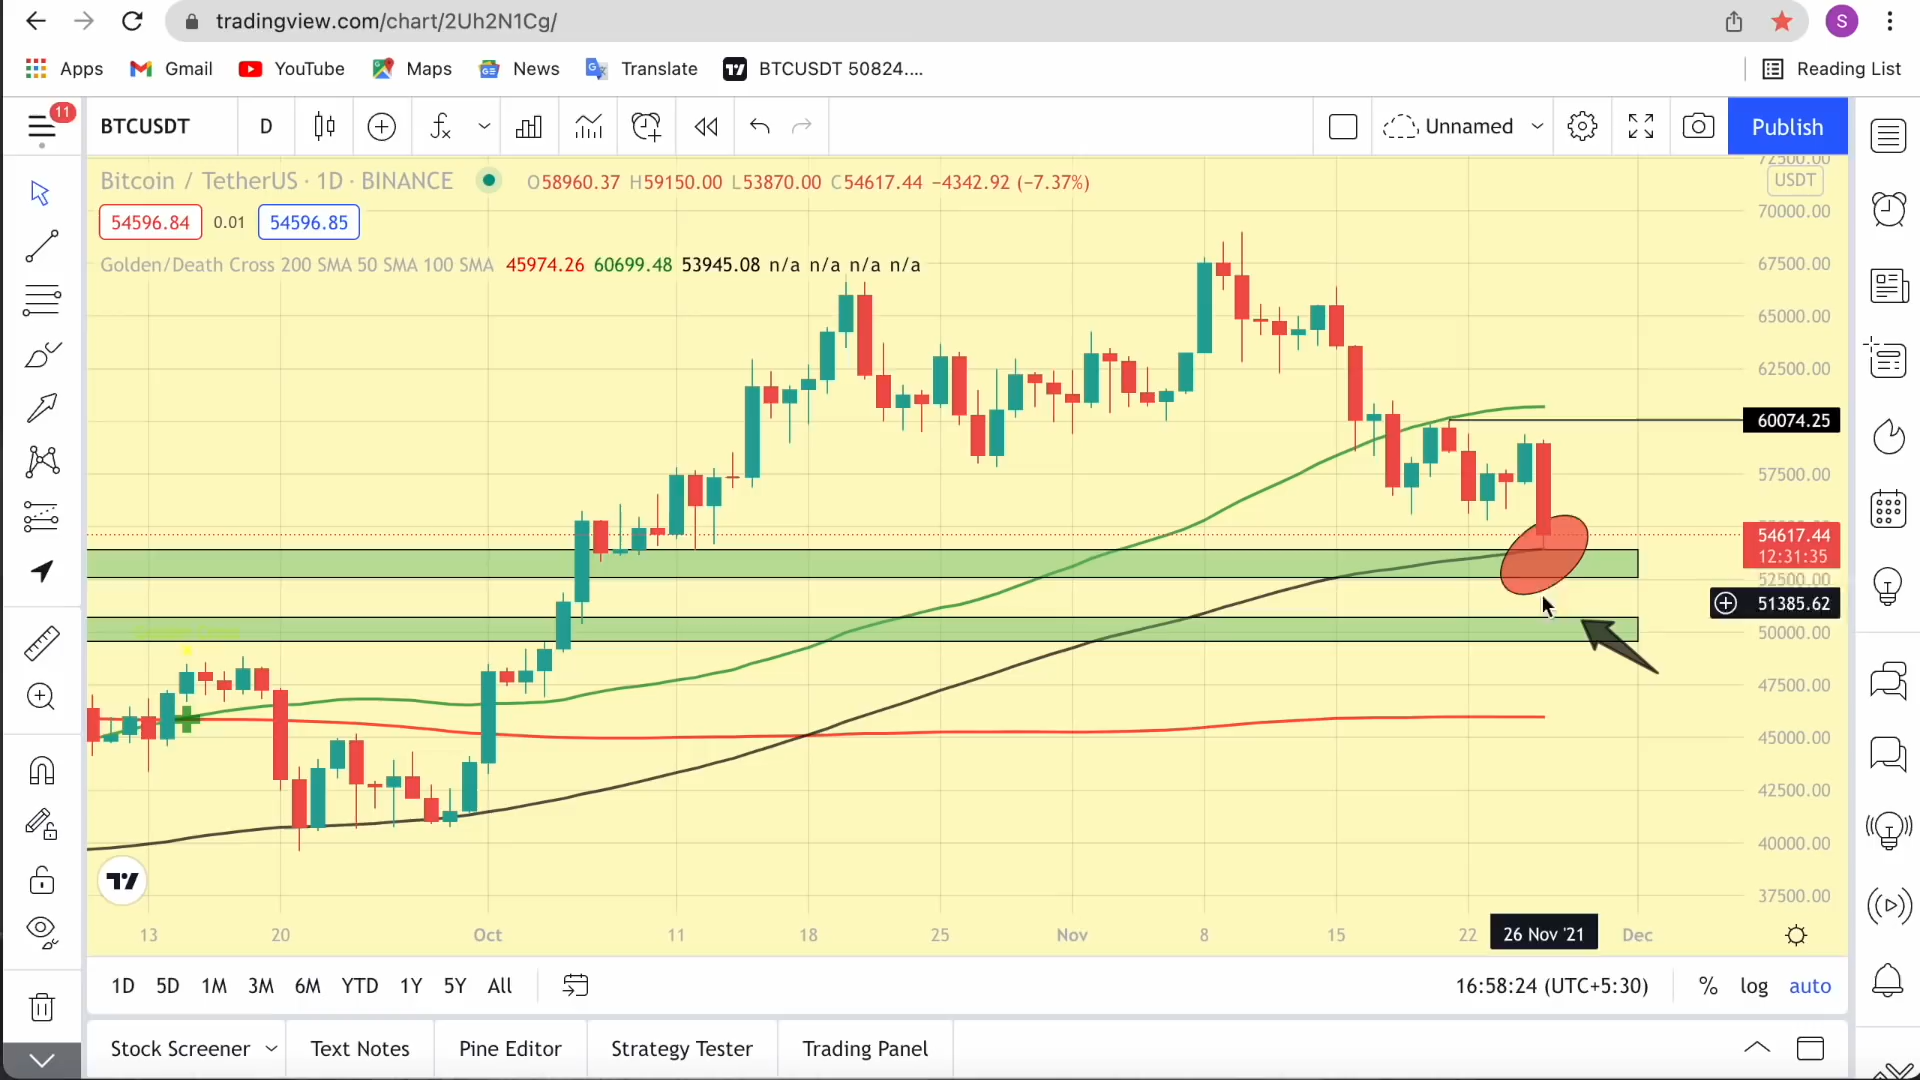 tradingview.com/chart/2Uh2N1Cg/
S
Apps Gmail YouTube Maps News Translate BTCUSDT 50824.... Reading List
11
BTCUSDT D Unnamed Publish
Bitcoin / TetherUS · 1D · BINANCE O58960.37 H59150.00 L53870.00 C54617.44 −4342.92 (−7.37%)
54596.84 0.01 54596.85
Golden/Death Cross 200 SMA 50 SMA 100 SMA 45974.26 60699.48 53945.08 n/a n/a n/a n/a
72500.00
USDT
70000.00
67500.00
65000.00
62500.00
60074.25
57500.00
54617.44
12:31:35
52500.00
51385.62
50000.00
47500.00
45000.00
42500.00
40000.00
37500.00
13 20 Oct 11 18 25 Nov 8 15 22 26 Nov '21 Dec
1D 5D 1M 3M 6M YTD 1Y 5Y All 16:58:24 (UTC+5:30) % log auto
Stock Screener Text Notes Pine Editor Strategy Tester Trading Panel